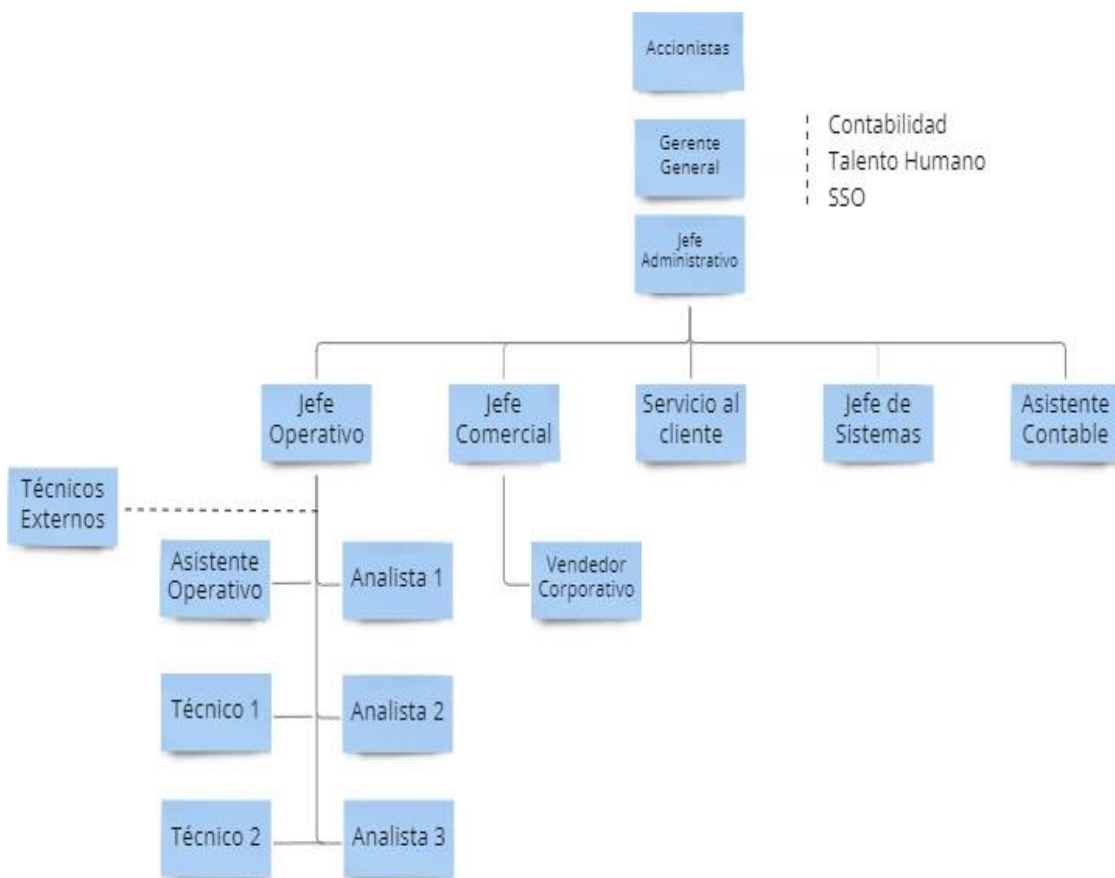 Accionistas
Gerente
General
Contabilidad
Talento Humano
SSO
Jefe
Administrativo
Jefe
Operativo
Jefe
Comercial
Servicio al
cliente
Jefe de
Sistemas
Asistente
Contable
Técnicos
Externos
Asistente
Operativo
Analista 1
Vendedor
Corporativo
Técnico 1
Analista 2
Técnico 2
Analista 3